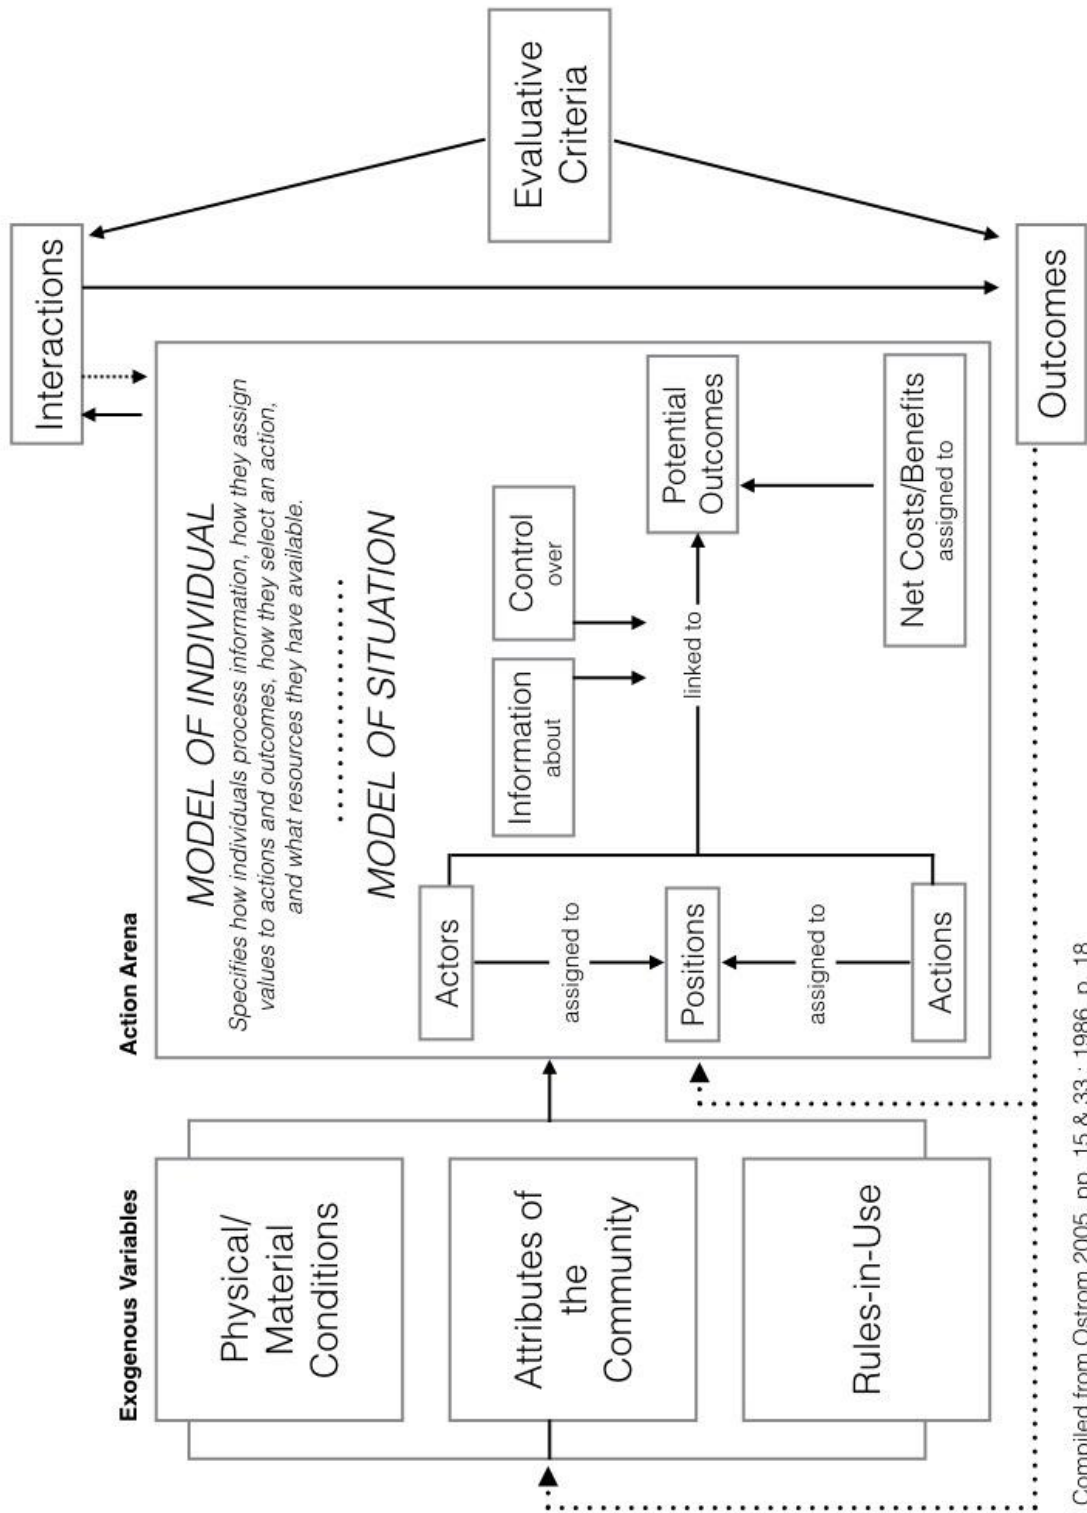 Exogenous Variables
Physical/
Material
Conditions
Attributes of
the
Community
Rules-in-Use
Action Arena
MODEL OF INDIVIDUAL
Specifies how individuals process information, how they assign
values to actions and outcomes, how they select an action,
and what resources they have available.
MODEL OF SITUATION
Actors
assigned to
Positions
assigned to
Actions
Information
about
Control
over
linked to
Potential
Outcomes
Net Costs/Benefits
assigned to
Interactions
Evaluative
Criteria
Outcomes
Compiled from Ostrom 2005, pp. 15 & 33 ; 1986, p. 18